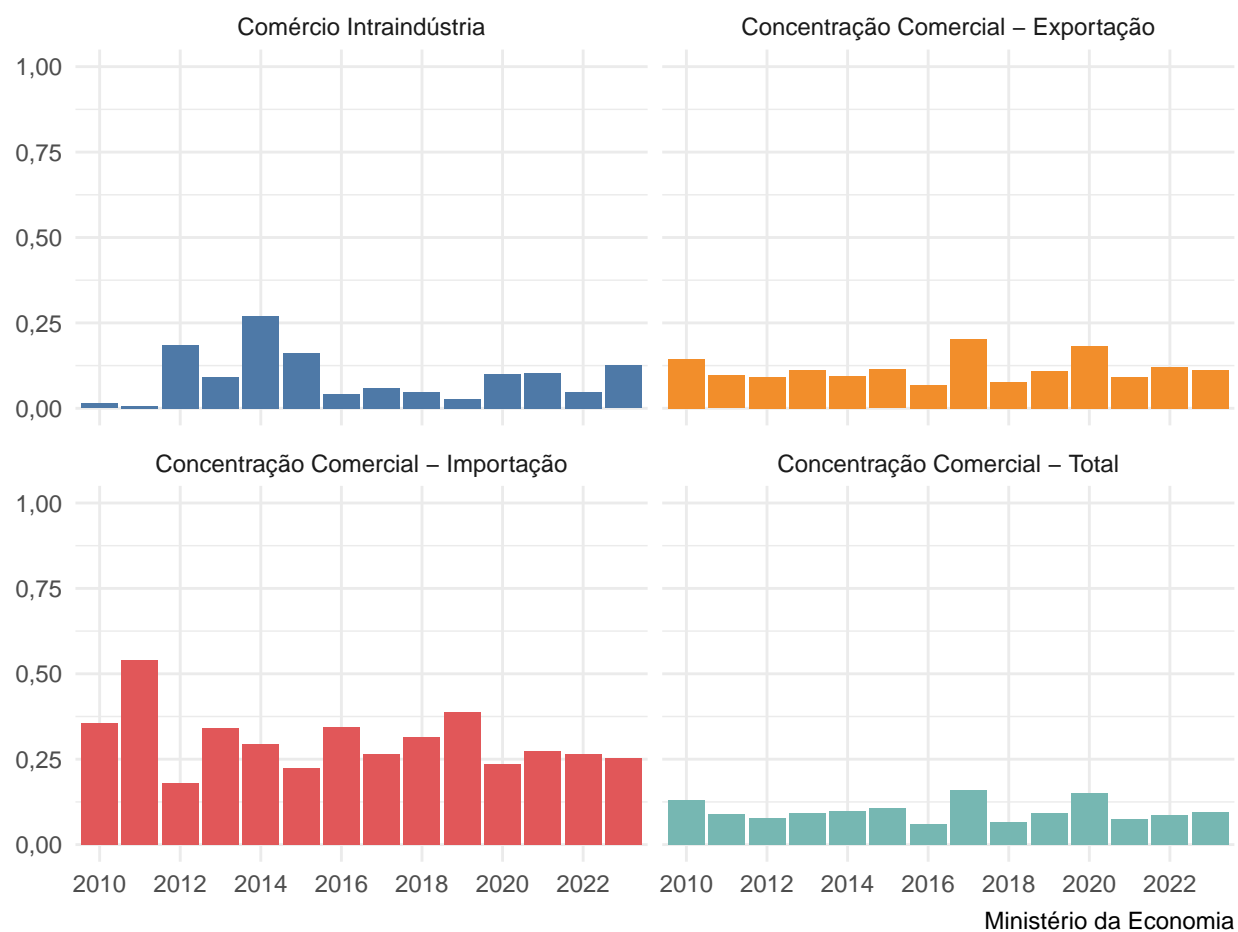 Comércio Intraindústria
Concentração Comercial – Exportação
1,00
0,75
0,50
0,25
0,00
Concentração Comercial – Importação
Concentração Comercial – Total
1,00
0,75
0,50
0,25
0,00
2010 2012 2014 2016 2018 2020 2022
2010 2012 2014 2016 2018 2020 2022
Ministério da Economia